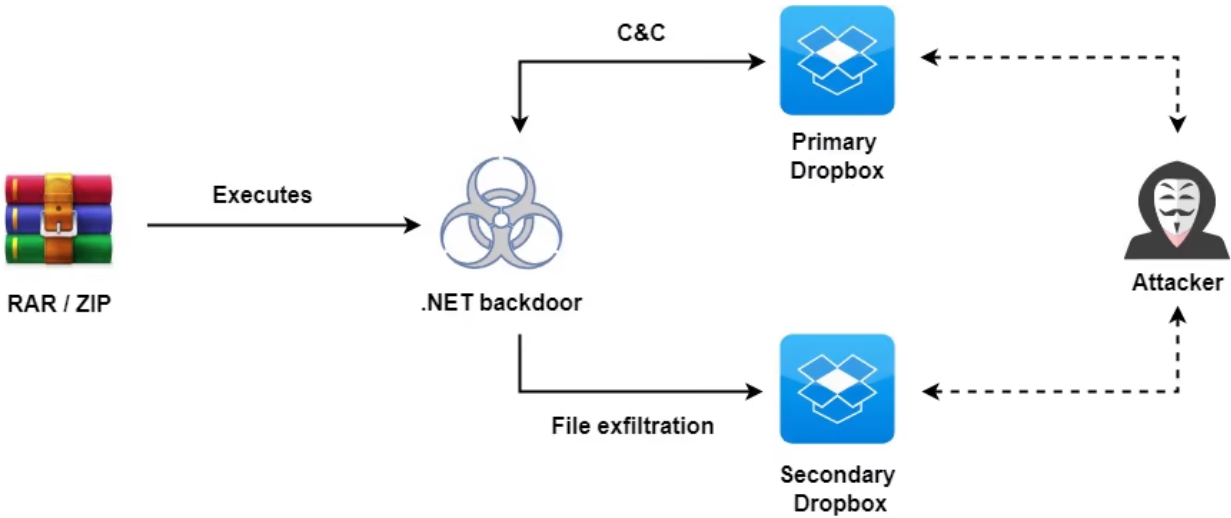 C&C
Primary
Dropbox
Executes
RAR / ZIP
.NET backdoor
Attacker
File exfiltration
Secondary
Dropbox